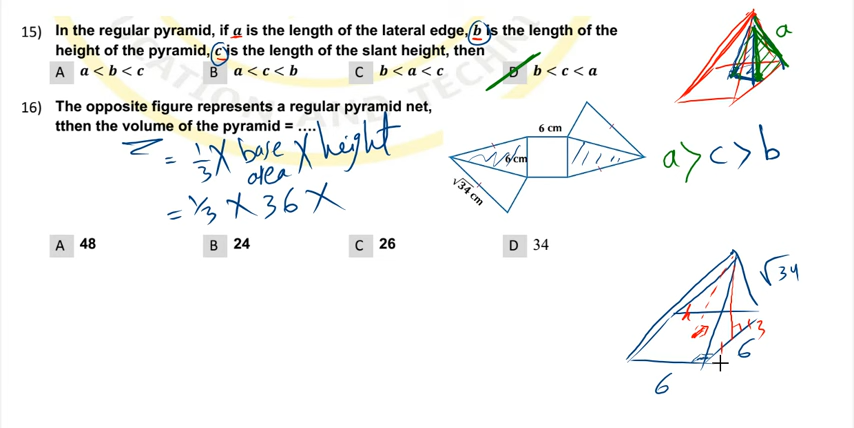 15) In the regular pyramid, if a is the length of the lateral edge, b is the length of the
height of the pyramid, c is the length of the slant height, then
A a < b < c B a < c < b C b < a < c D b < c < a
a
16) The opposite figure represents a regular pyramid net,
tthen the volume of the pyramid = ....
6 cm
6 cm
√34 cm
a > c > b
= 1/3 × base area × height
= 1/3 × 36 ×
A 48 B 24 C 26 D 34
√34
3
6
6